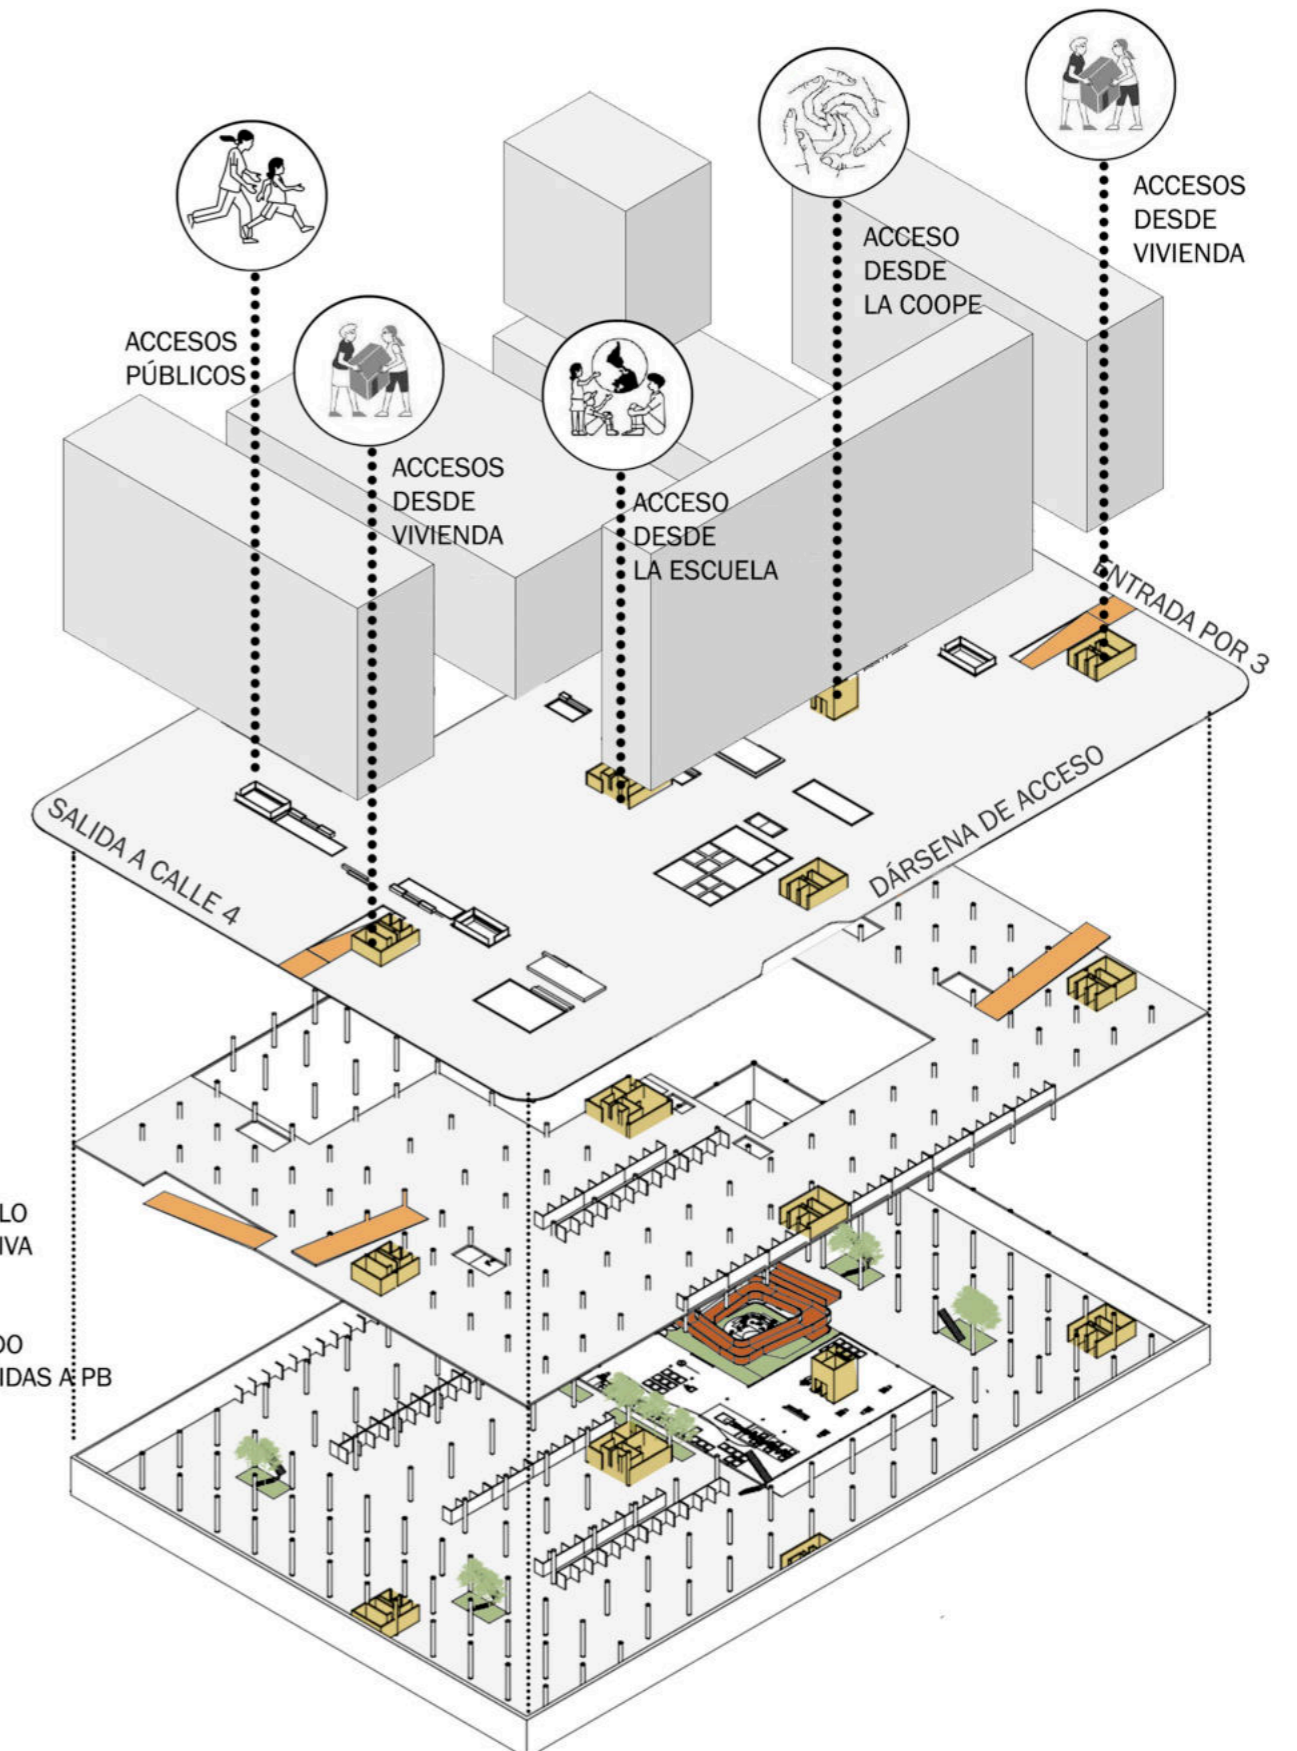 ACCESOS
DESDE
VIVIENDA
ACCESO
DESDE
LA COOPE
ACCESOS
PÚBLICOS
ACCESOS
DESDE
VIVIENDA
ACCESO
DESDE
LA ESCUELA
ENTRADA POR 3
DÁRSENA DE ACCESO
SALIDA A CALLE 4
LO
IVA
DO
IDAS A PB